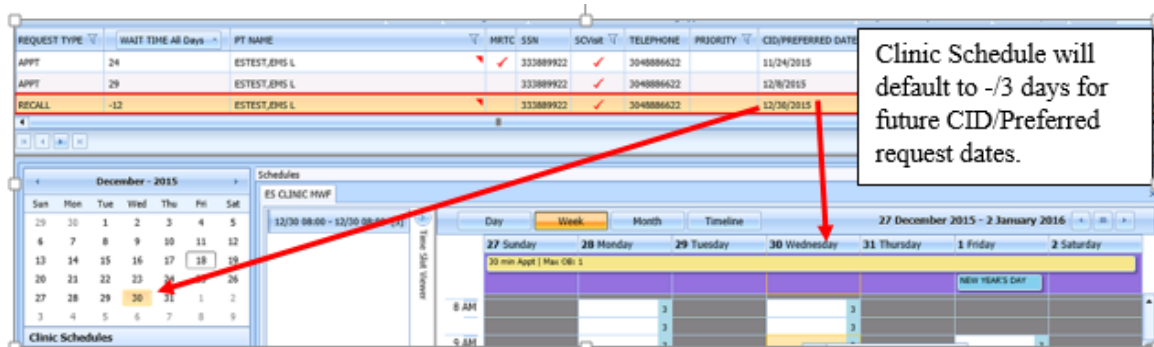 REQUEST TYPE WAIT TIME All Days PT NAME MRTC SSN SCVisit TELEPHONE PRIORITY CID/PREFERRED DATE
APPT 24 ESTEST,EMS L 333889922 3048886622 11/24/2015
APPT 29 ESTEST,EMS L 333889922 3048886622 12/8/2015
RECALL -12 ESTEST,EMS L 333889922 3048886622 12/30/2015
Clinic Schedule will
default to -/3 days for
future CID/Preferred
request dates.
December - 2015
Sun Mon Tue Wed Thu Fri Sat
29 30 1 2 3 4 5
6 7 8 9 10 11 12
13 14 15 16 17 18 19
20 21 22 23 24 25 26
27 28 29 30 31 1 2
3 4 5 6 7 8 9
Clinic Schedules
Schedules
ES CLINIC MWF
12/30 08:00 - 12/30
Time Slot Viewer
Day Week Month Timeline 27 December 2015 - 2 January 2016
27 Sunday 28 Monday 29 Tuesday 30 Wednesday 31 Thursday 1 Friday 2 Saturday
30 min Appt | Max OB: 1
NEW YEAR'S DAY
8 AM 3 3
3 3
9 AM